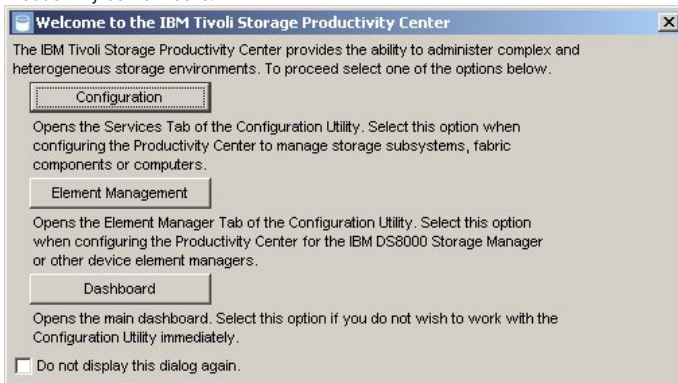 Welcome to the IBM Tivoli Storage Productivity Center
The IBM Tivoli Storage Productivity Center provides the ability to administer complex and
heterogeneous storage environments. To proceed select one of the options below.
Configuration
Opens the Services Tab of the Configuration Utility. Select this option when
configuring the Productivity Center to manage storage subsystems, fabric
components or computers.
Element Management
Opens the Element Manager Tab of the Configuration Utility. Select this option
when configuring the Productivity Center for the IBM DS8000 Storage Manager
or other device element managers.
Dashboard
Opens the main dashboard. Select this option if you do not wish to work with the
Configuration Utility immediately.
Do not display this dialog again.